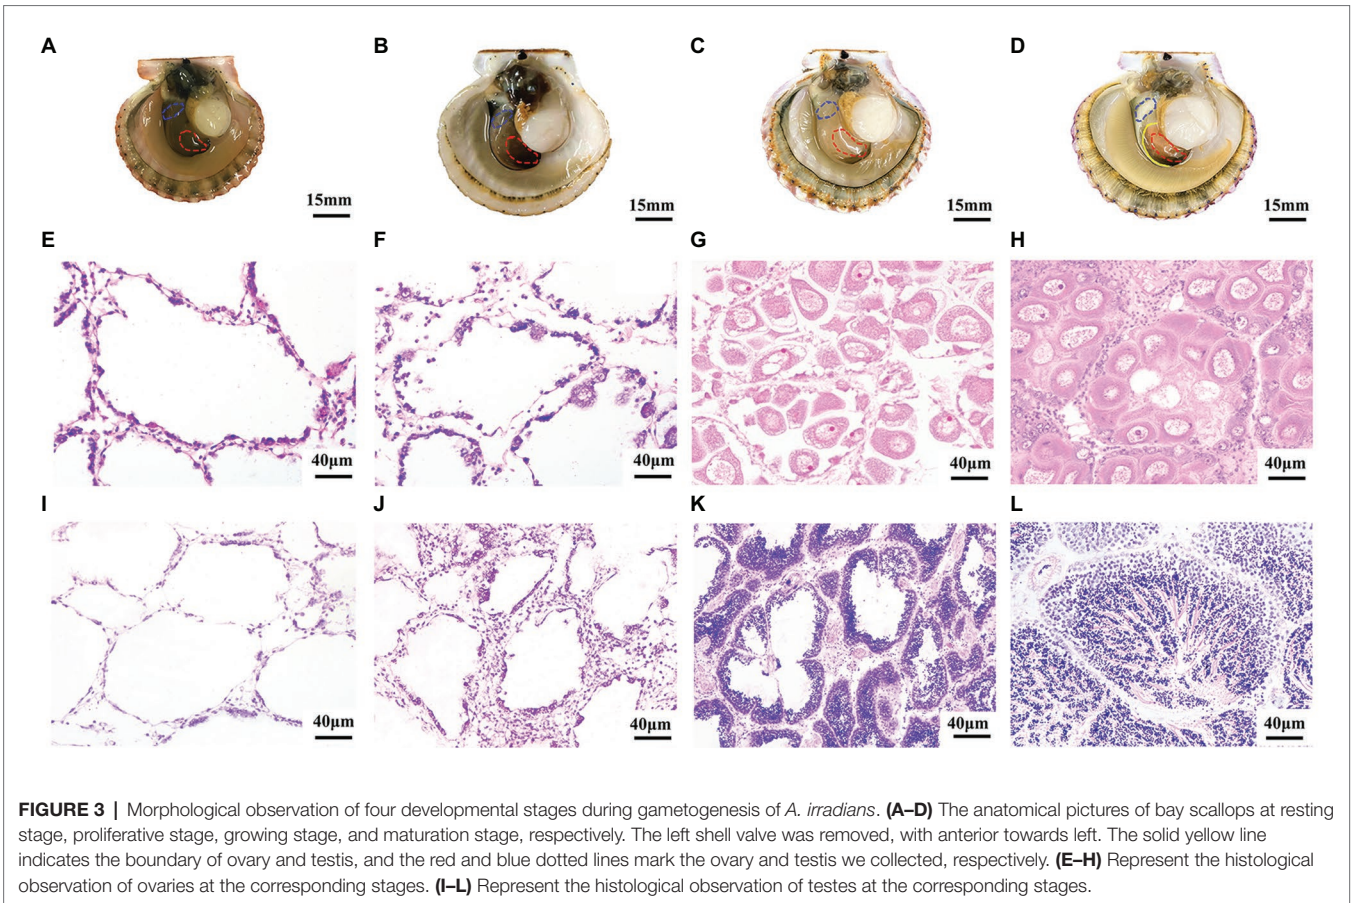 A B C D
15mm 15mm 15mm 15mm
E F G H
40μm 40μm 40μm 40μm
I J K L
40μm 40μm 40μm 40μm
FIGURE 3 | Morphological observation of four developmental stages during gametogenesis of A. irradians. (A–D) The anatomical pictures of bay scallops at resting
stage, proliferative stage, growing stage, and maturation stage, respectively. The left shell valve was removed, with anterior towards left. The solid yellow line
indicates the boundary of ovary and testis, and the red and blue dotted lines mark the ovary and testis we collected, respectively. (E–H) Represent the histological
observation of ovaries at the corresponding stages. (I–L) Represent the histological observation of testes at the corresponding stages.